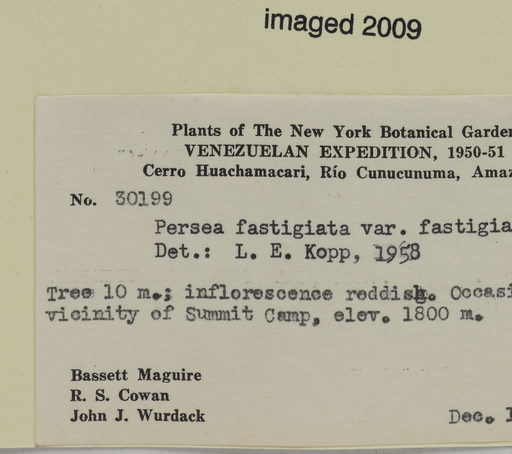 imaged 2009
Plants of The New York Botanical Garde
VENEZUELAN EXPEDITION, 1950-51
Cerro Huachamacari, Río Cunucunuma, Ama
No. 30199
Persea fastigiata var. fastigia
Det.: L. E. Kopp, 1958
Tree 10 m.; inflorescence reddish. Occasi
vicinity of Summit Camp, elev. 1800 m.
Bassett Maguire
R. S. Cowan
John J. Wurdack
Dec. 1